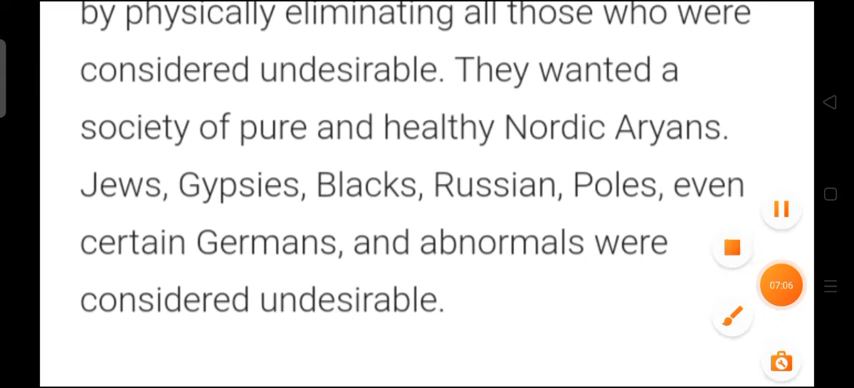 by physically eliminating all those who were
considered undesirable. They wanted a
society of pure and healthy Nordic Aryans.
Jews, Gypsies, Blacks, Russian, Poles, even
certain Germans, and abnormals were
considered undesirable.
07:06